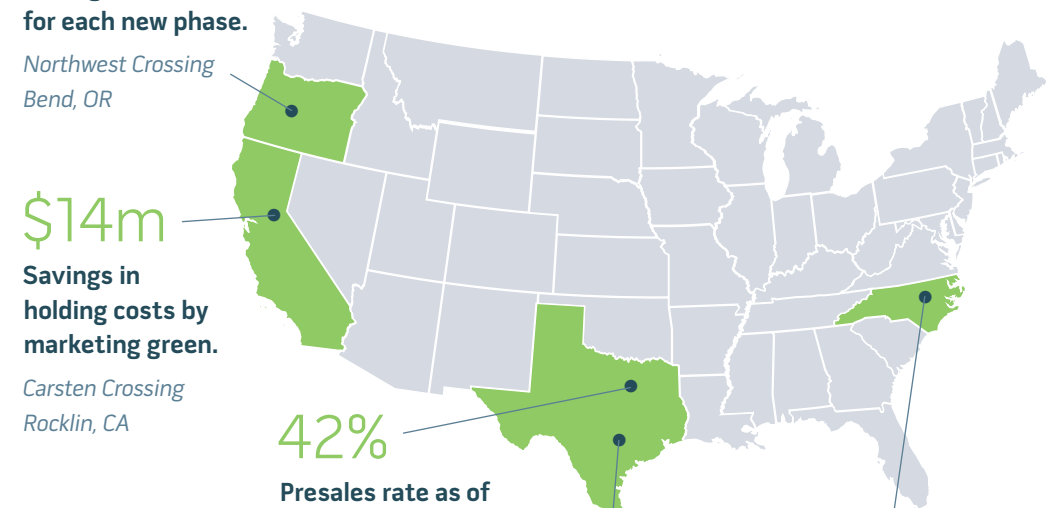 for each new phase.
Northwest Crossing
Bend, OR
$14m
Savings in
holding costs by
marketing green.
Carsten Crossing
Rocklin, CA
42%
Presales rate as of